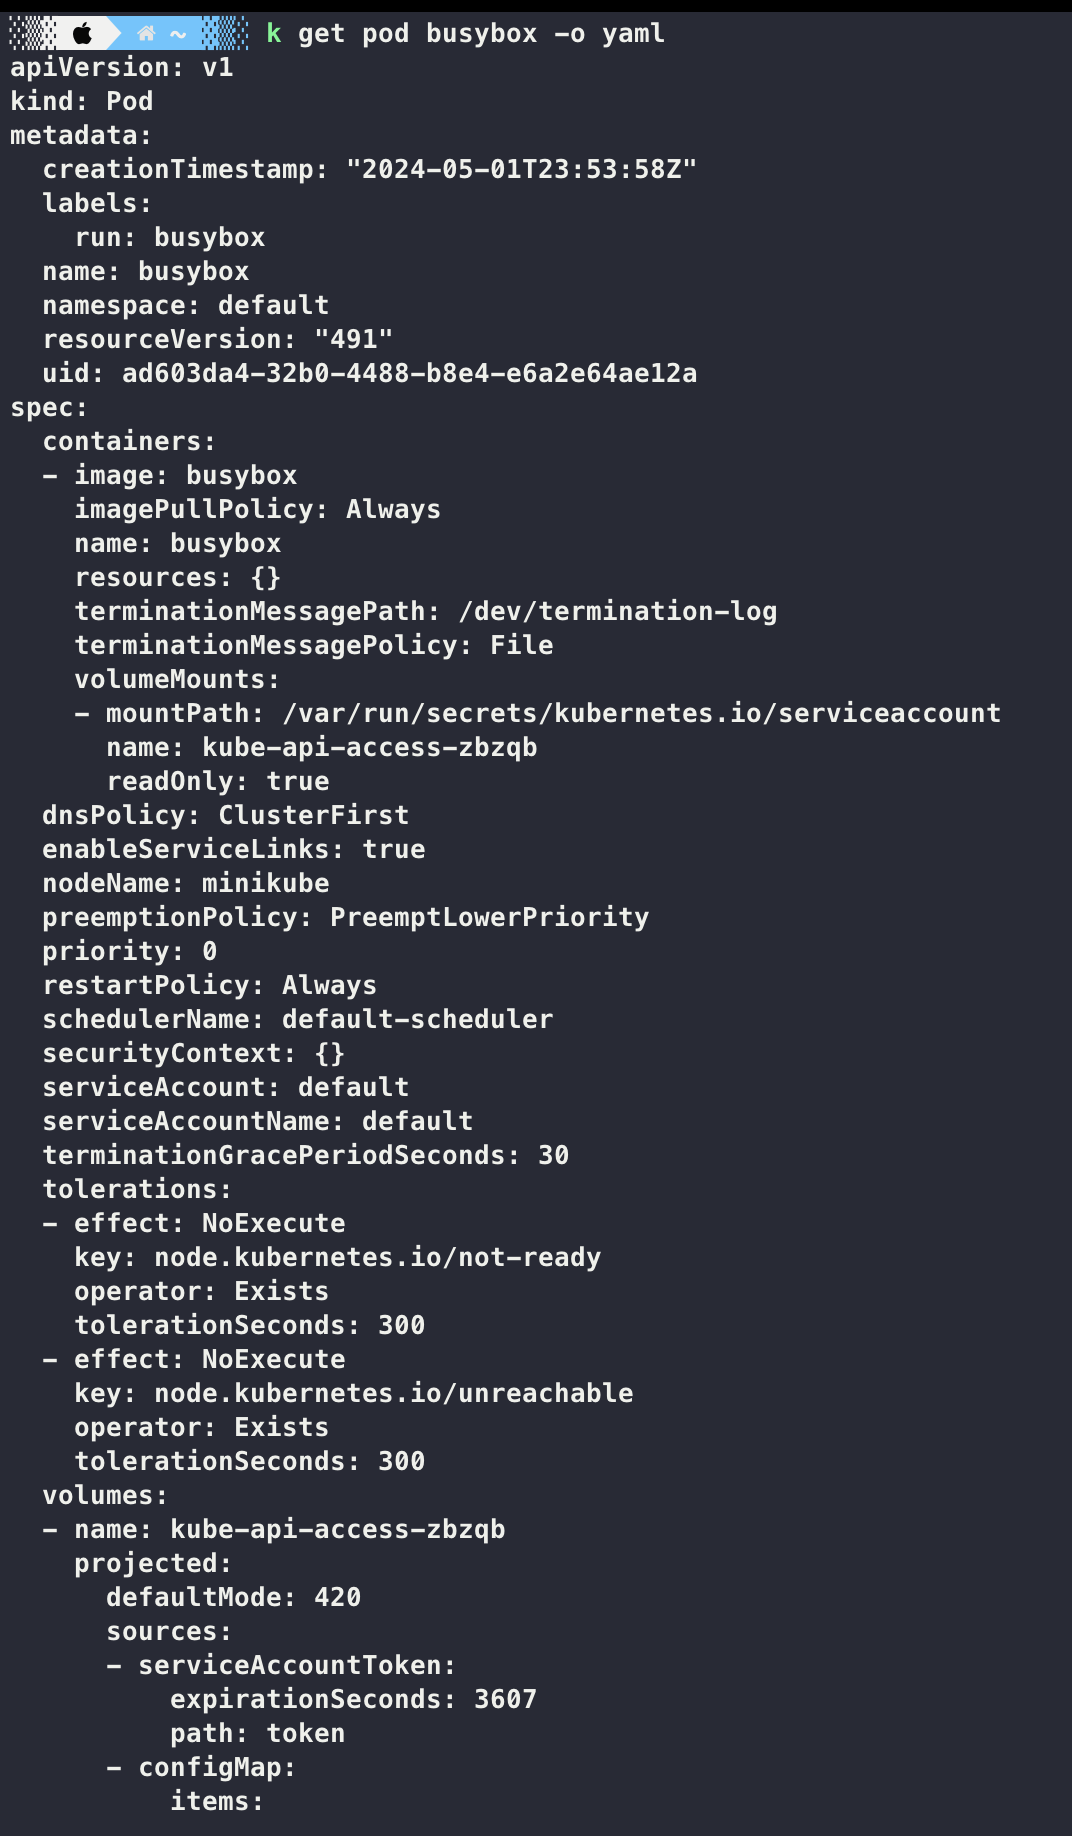 ~ k get pod busybox -o yaml
apiVersion: v1
kind: Pod
metadata:
  creationTimestamp: "2024-05-01T23:53:58Z"
  labels:
    run: busybox
  name: busybox
  namespace: default
  resourceVersion: "491"
  uid: ad603da4-32b0-4488-b8e4-e6a2e64ae12a
spec:
  containers:
  - image: busybox
    imagePullPolicy: Always
    name: busybox
    resources: {}
    terminationMessagePath: /dev/termination-log
    terminationMessagePolicy: File
    volumeMounts:
    - mountPath: /var/run/secrets/kubernetes.io/serviceaccount
      name: kube-api-access-zbzqb
      readOnly: true
  dnsPolicy: ClusterFirst
  enableServiceLinks: true
  nodeName: minikube
  preemptionPolicy: PreemptLowerPriority
  priority: 0
  restartPolicy: Always
  schedulerName: default-scheduler
  securityContext: {}
  serviceAccount: default
  serviceAccountName: default
  terminationGracePeriodSeconds: 30
  tolerations:
  - effect: NoExecute
    key: node.kubernetes.io/not-ready
    operator: Exists
    tolerationSeconds: 300
  - effect: NoExecute
    key: node.kubernetes.io/unreachable
    operator: Exists
    tolerationSeconds: 300
  volumes:
  - name: kube-api-access-zbzqb
    projected:
      defaultMode: 420
      sources:
      - serviceAccountToken:
          expirationSeconds: 3607
          path: token
      - configMap:
          items: